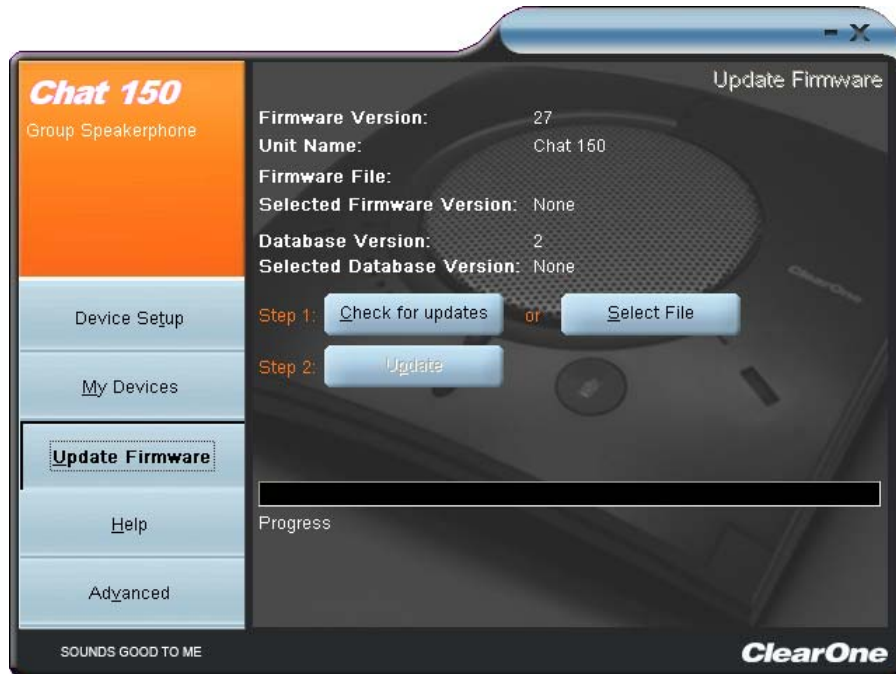 Chat 150
Group Speakerphone
Update Firmware
Firmware Version: 27
Unit Name: Chat 150
Firmware File:
Selected Firmware Version: None
Database Version: 2
Selected Database Version: None
Step 1: Check for updates or Select File
Step 2: Update
Device Setup
My Devices
Update Firmware
Help
Advanced
Progress
ClearOne
SOUNDS GOOD TO ME
ClearOne